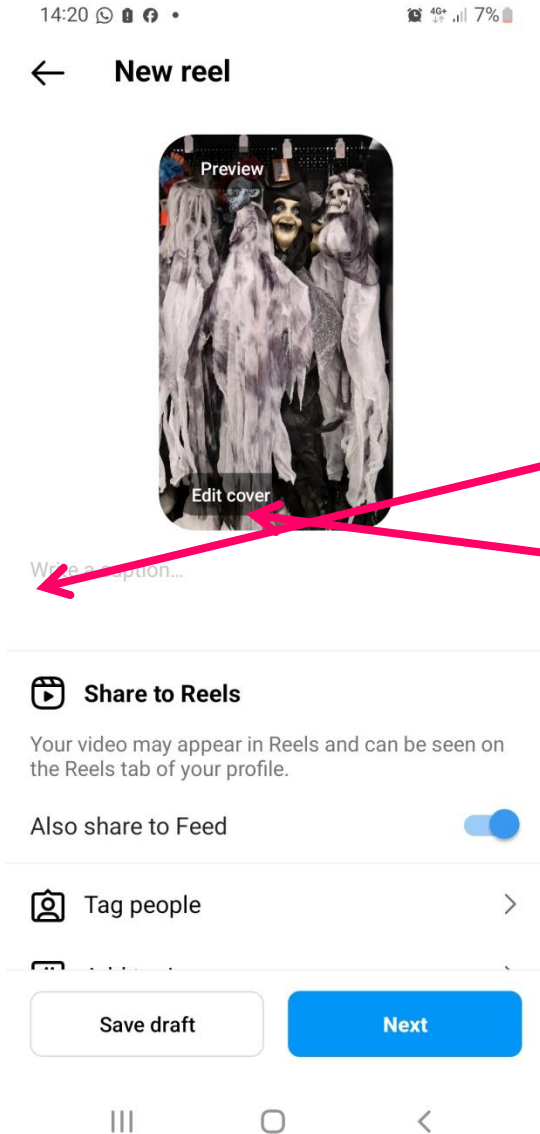 14:20
4G+
7%
New reel
Preview
Edit cover
Write a caption...
Share to Reels
Your video may appear in Reels and can be seen on
the Reels tab of your profile.
Also share to Feed
Tag people
Save draft
Next